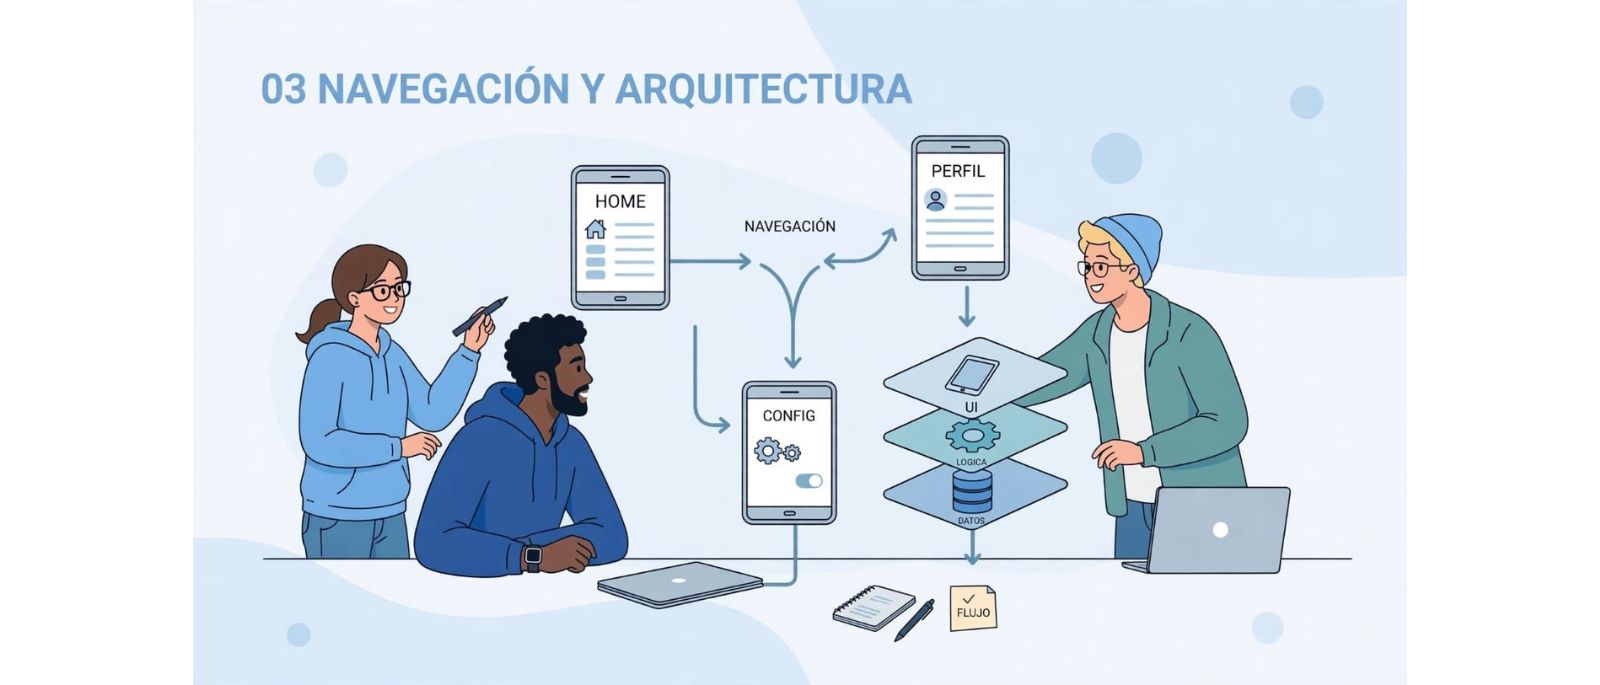 03 NAVEGACIÓN Y ARQUITECTURA
HOME
NAVEGACIÓN
PERFIL
CONFIG
UI
LOGICA
DATOS
FLUJO